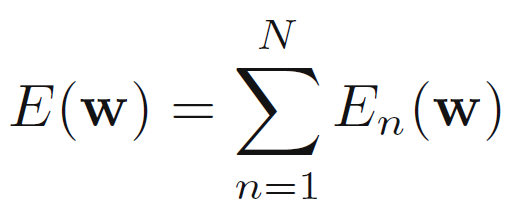 E(𝐰) = ∑_{n=1}^{N} E_n(𝐰)